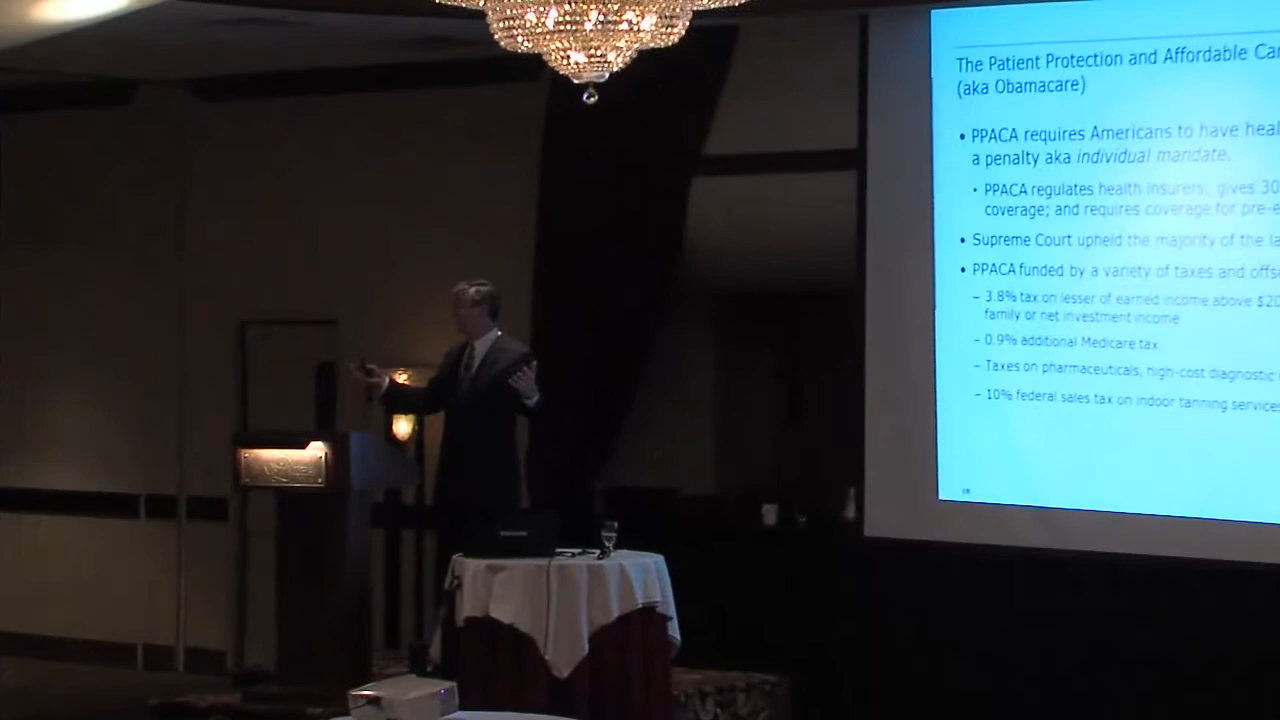 The Patient Protection and Affordable Ca
(aka Obamacare)
• PPACA requires Americans to have heal
a penalty aka individual mandate.
• PPACA regulates health insurers; gives 30
coverage; and requires coverage for pre-e
• Supreme Court upheld the majority of the la
• PPACA funded by a variety of taxes and offs
– 3.8% tax on lesser of earned income above $20
family or net investment income
– 0.9% additional Medicare tax
– Taxes on pharmaceuticals, high-cost diagnostic
– 10% federal sales tax on indoor tanning services